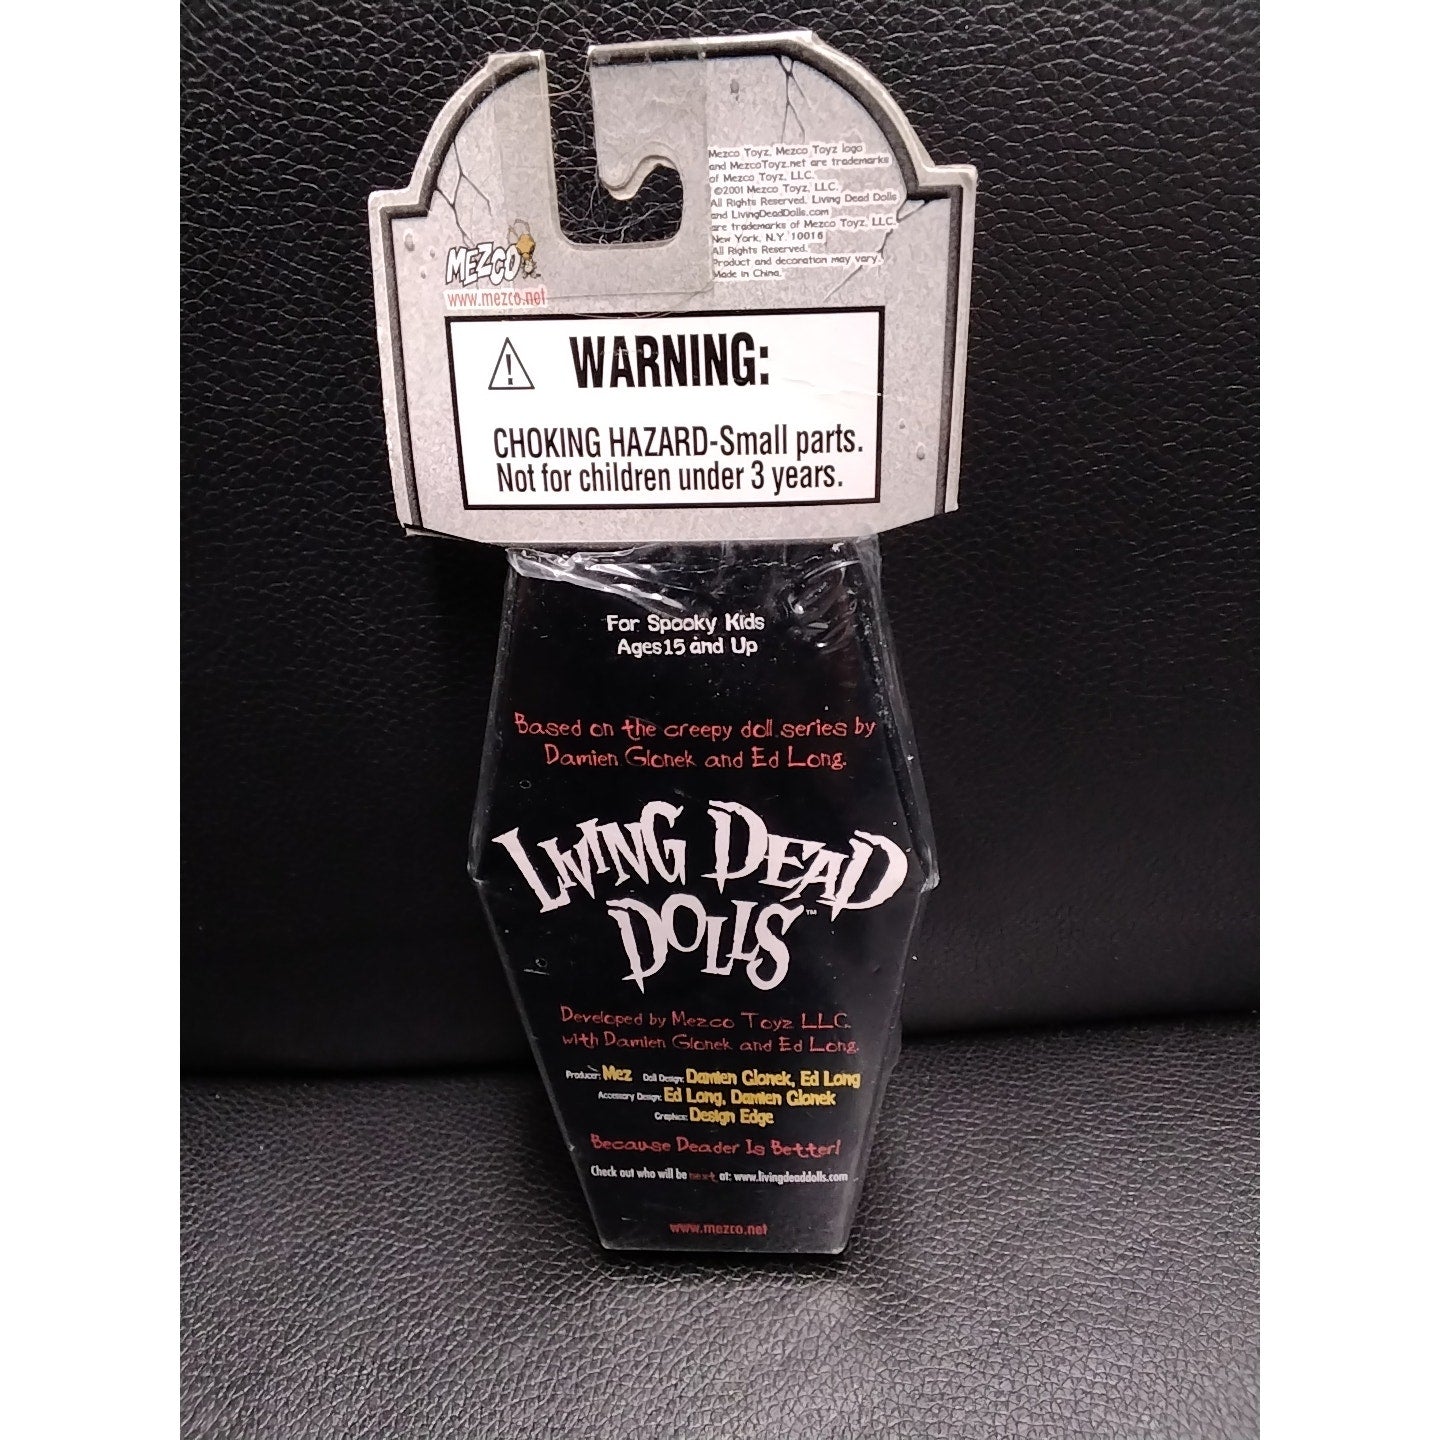 Mezco Toyz, Mezco Toyz logo
and MezcoToyz.net are trademarks
of Mezco Toyz, LLC.
©2001 Mezco Toyz, LLC.
All Rights Reserved. Living Dead Dolls
and LivingDeadDolls.com
are trademarks of Mezco Toyz, LLC.
New York, N.Y. 10016
All Rights Reserved.
Product and decoration may vary.
Made in China.
MEZCO
www.mezco.net
WARNING:
CHOKING HAZARD-Small parts.
Not for children under 3 years.
For Spooky Kids
Ages 15 and Up
Based on the creepy doll series by
Damien Glonek and Ed Long.
LIVING DEAD
DOLLS™
Developed by Mezco Toyz LLC.
with Damien Glonek and Ed Long.
Producer: Mez Doll Design: Damien Glonek, Ed Long
Accessory Design: Ed Long, Damien Glonek
Graphics: Design Edge
Because Deader Is Better!
Check out who will be next at: www.livingdeaddolls.com
www.mezco.net